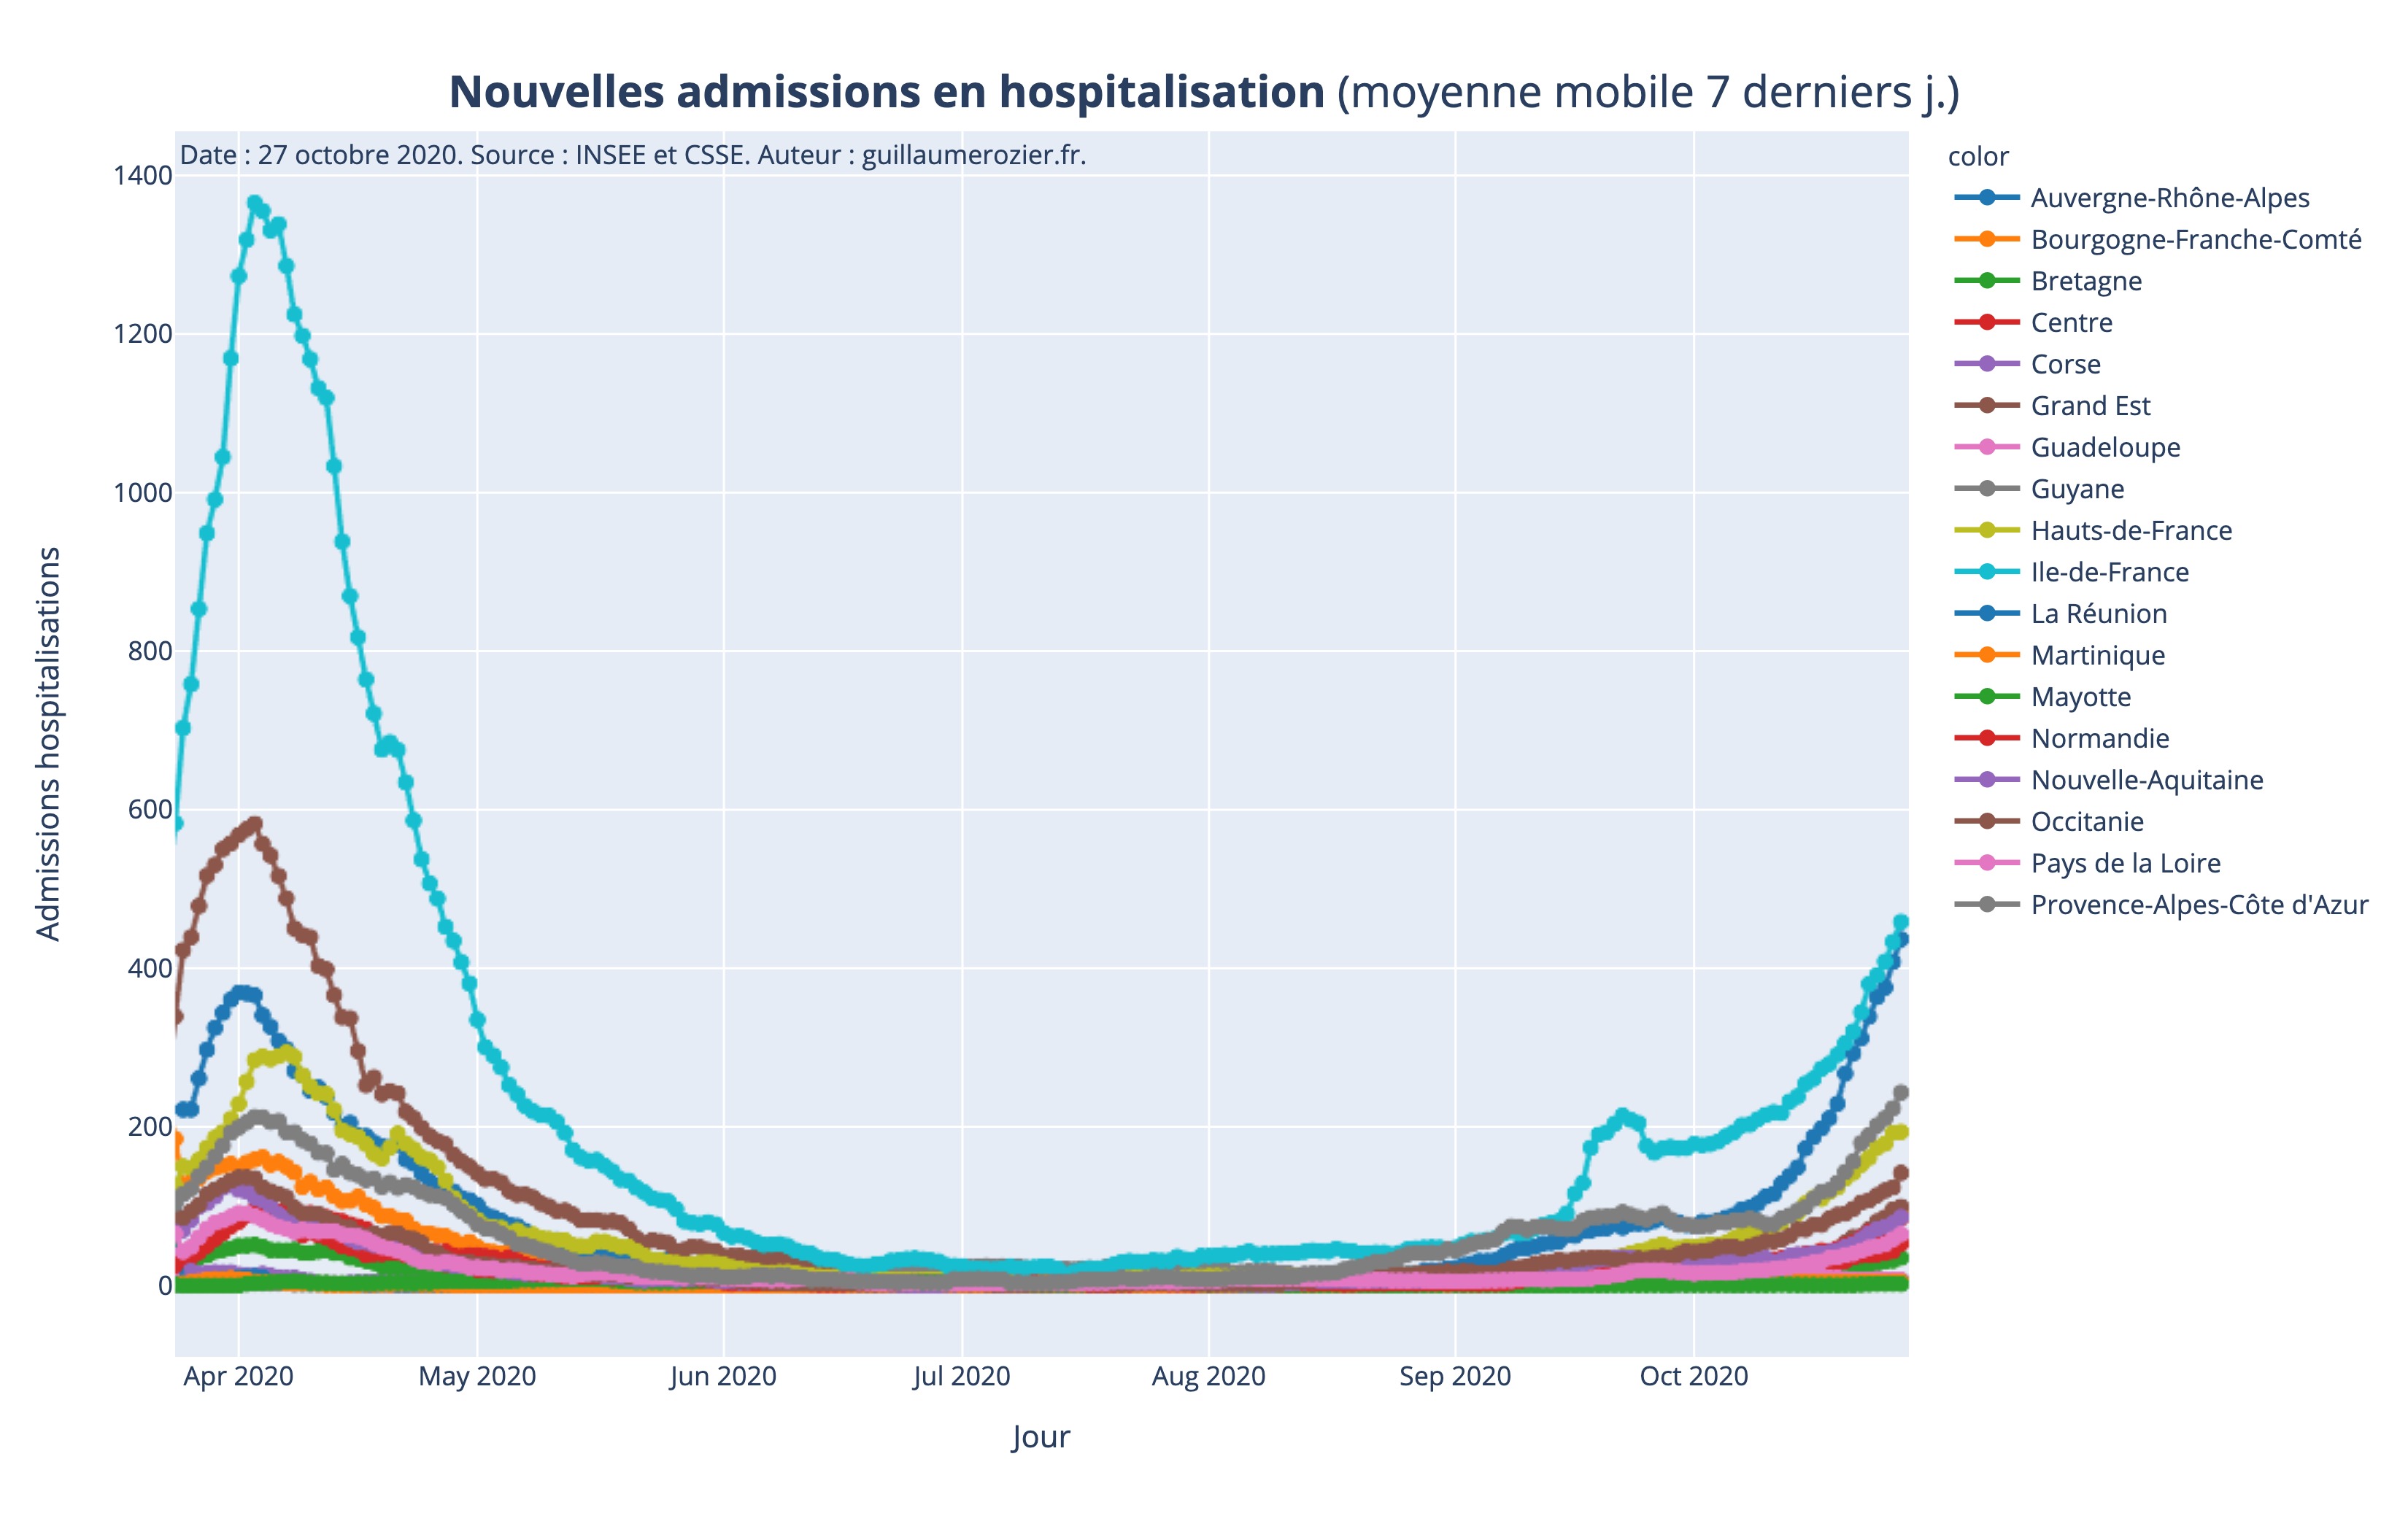 Nouvelles admissions en hospitalisation (moyenne mobile 7 derniers j.)
Date : 27 octobre 2020. Source : INSEE et CSSE. Auteur : guillaumerozier.fr.
Admissions hospitalisations
1400
1200
1000
800
600
400
200
0
Apr 2020
May 2020
Jun 2020
Jul 2020
Aug 2020
Sep 2020
Oct 2020
Jour
color
Auvergne-Rhône-Alpes
Bourgogne-Franche-Comté
Bretagne
Centre
Corse
Grand Est
Guadeloupe
Guyane
Hauts-de-France
Ile-de-France
La Réunion
Martinique
Mayotte
Normandie
Nouvelle-Aquitaine
Occitanie
Pays de la Loire
Provence-Alpes-Côte d'Azur